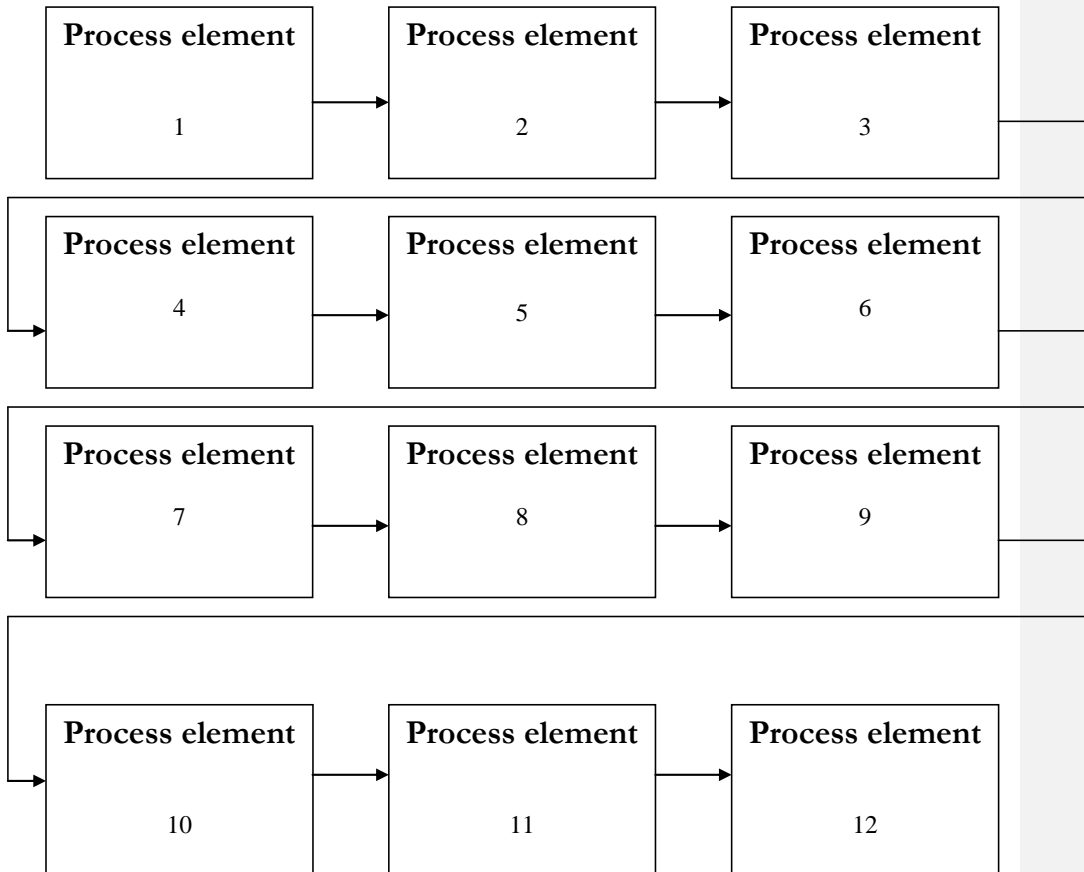 Process element
1
Process element
2
Process element
3
Process element
4
Process element
5
Process element
6
Process element
7
Process element
8
Process element
9
Process element
10
Process element
11
Process element
12